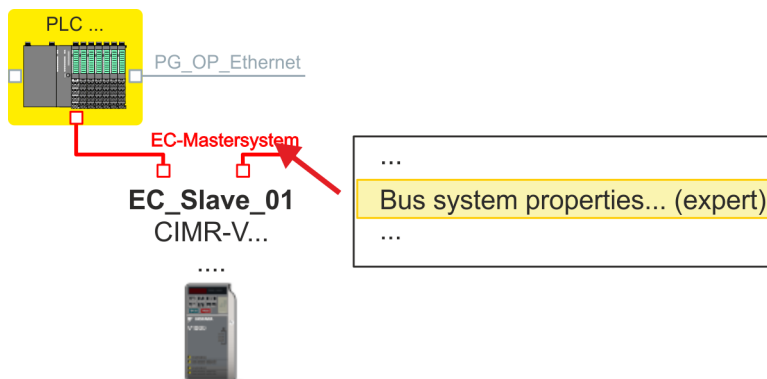 PLC ...
PG_OP_Ethernet
EC-Mastersystem
...
Bus system properties... (expert)
...
EC_Slave_01
CIMR-V...
....